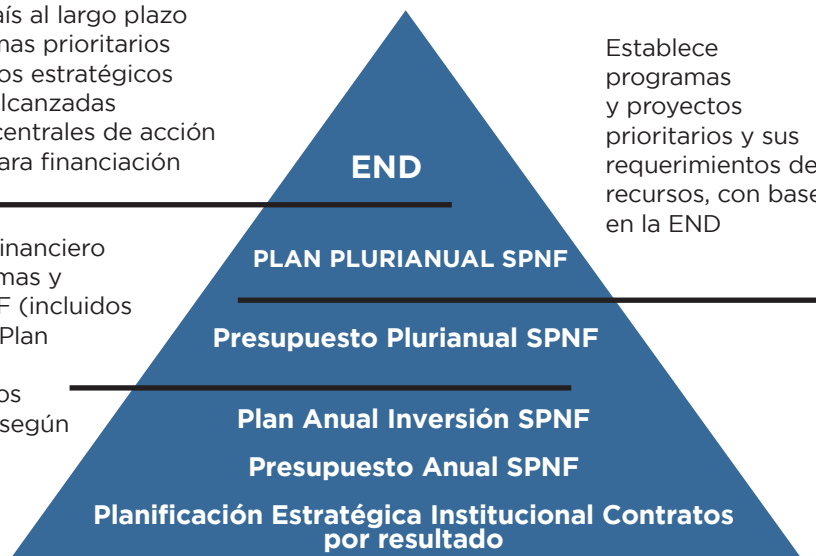 ís al largo plazo
mas prioritarios
os estratégicos
lcanzadas
centrales de acción
ara financiación
Establece
programas
y proyectos
prioritarios y sus
requerimientos de
recursos, con base
en la END
END
inanciero
mas y
F (incluidos
Plan
os
según
PLAN PLURIANUAL SPNF
Presupuesto Plurianual SPNF
Plan Anual Inversión SPNF
Presupuesto Anual SPNF
Planificación Estratégica Institucional Contratos
por resultado